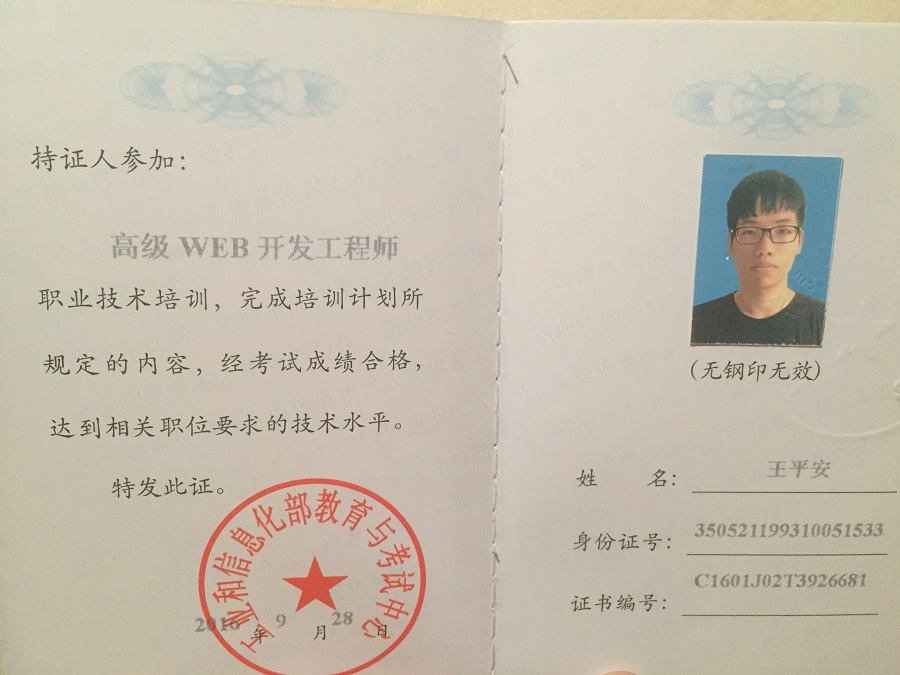 持证人参加：
高级 WEB 开发工程师
职业技术培训，完成培训计划所
规定的内容，经考试成绩合格，
达到相关职位要求的技术水平。
特发此证。
工业和信息化部教育与考试中心
2016 年 9 月 28 日
（无钢印无效）
姓 名： 王平安
身份证号： 350521199310051533
证书编号： C1601J02T3926681